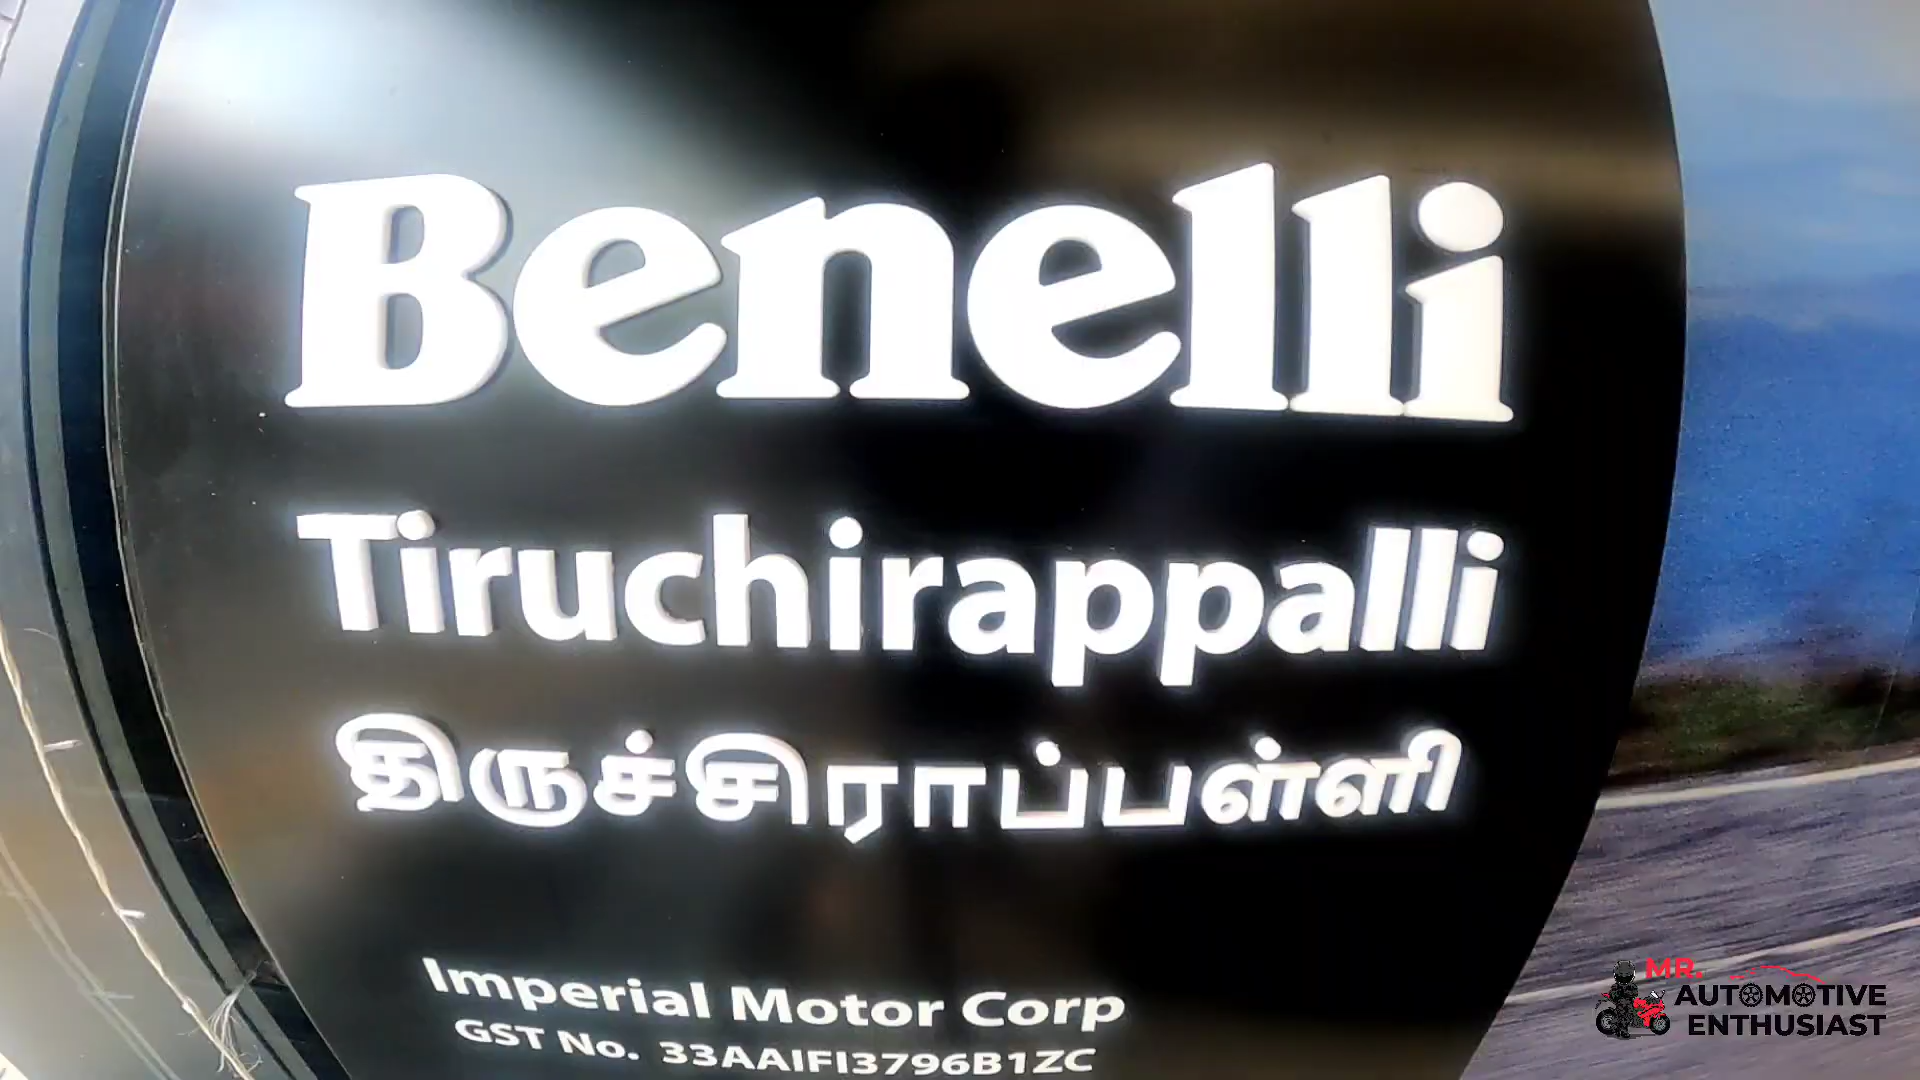 Benelli
Tiruchirappalli
திருச்சிராப்பள்ளி
Imperial Motor Corp
GST No. 33AAIFI3796B1ZC
MR.
AUTOMOTIVE
ENTHUSIAST